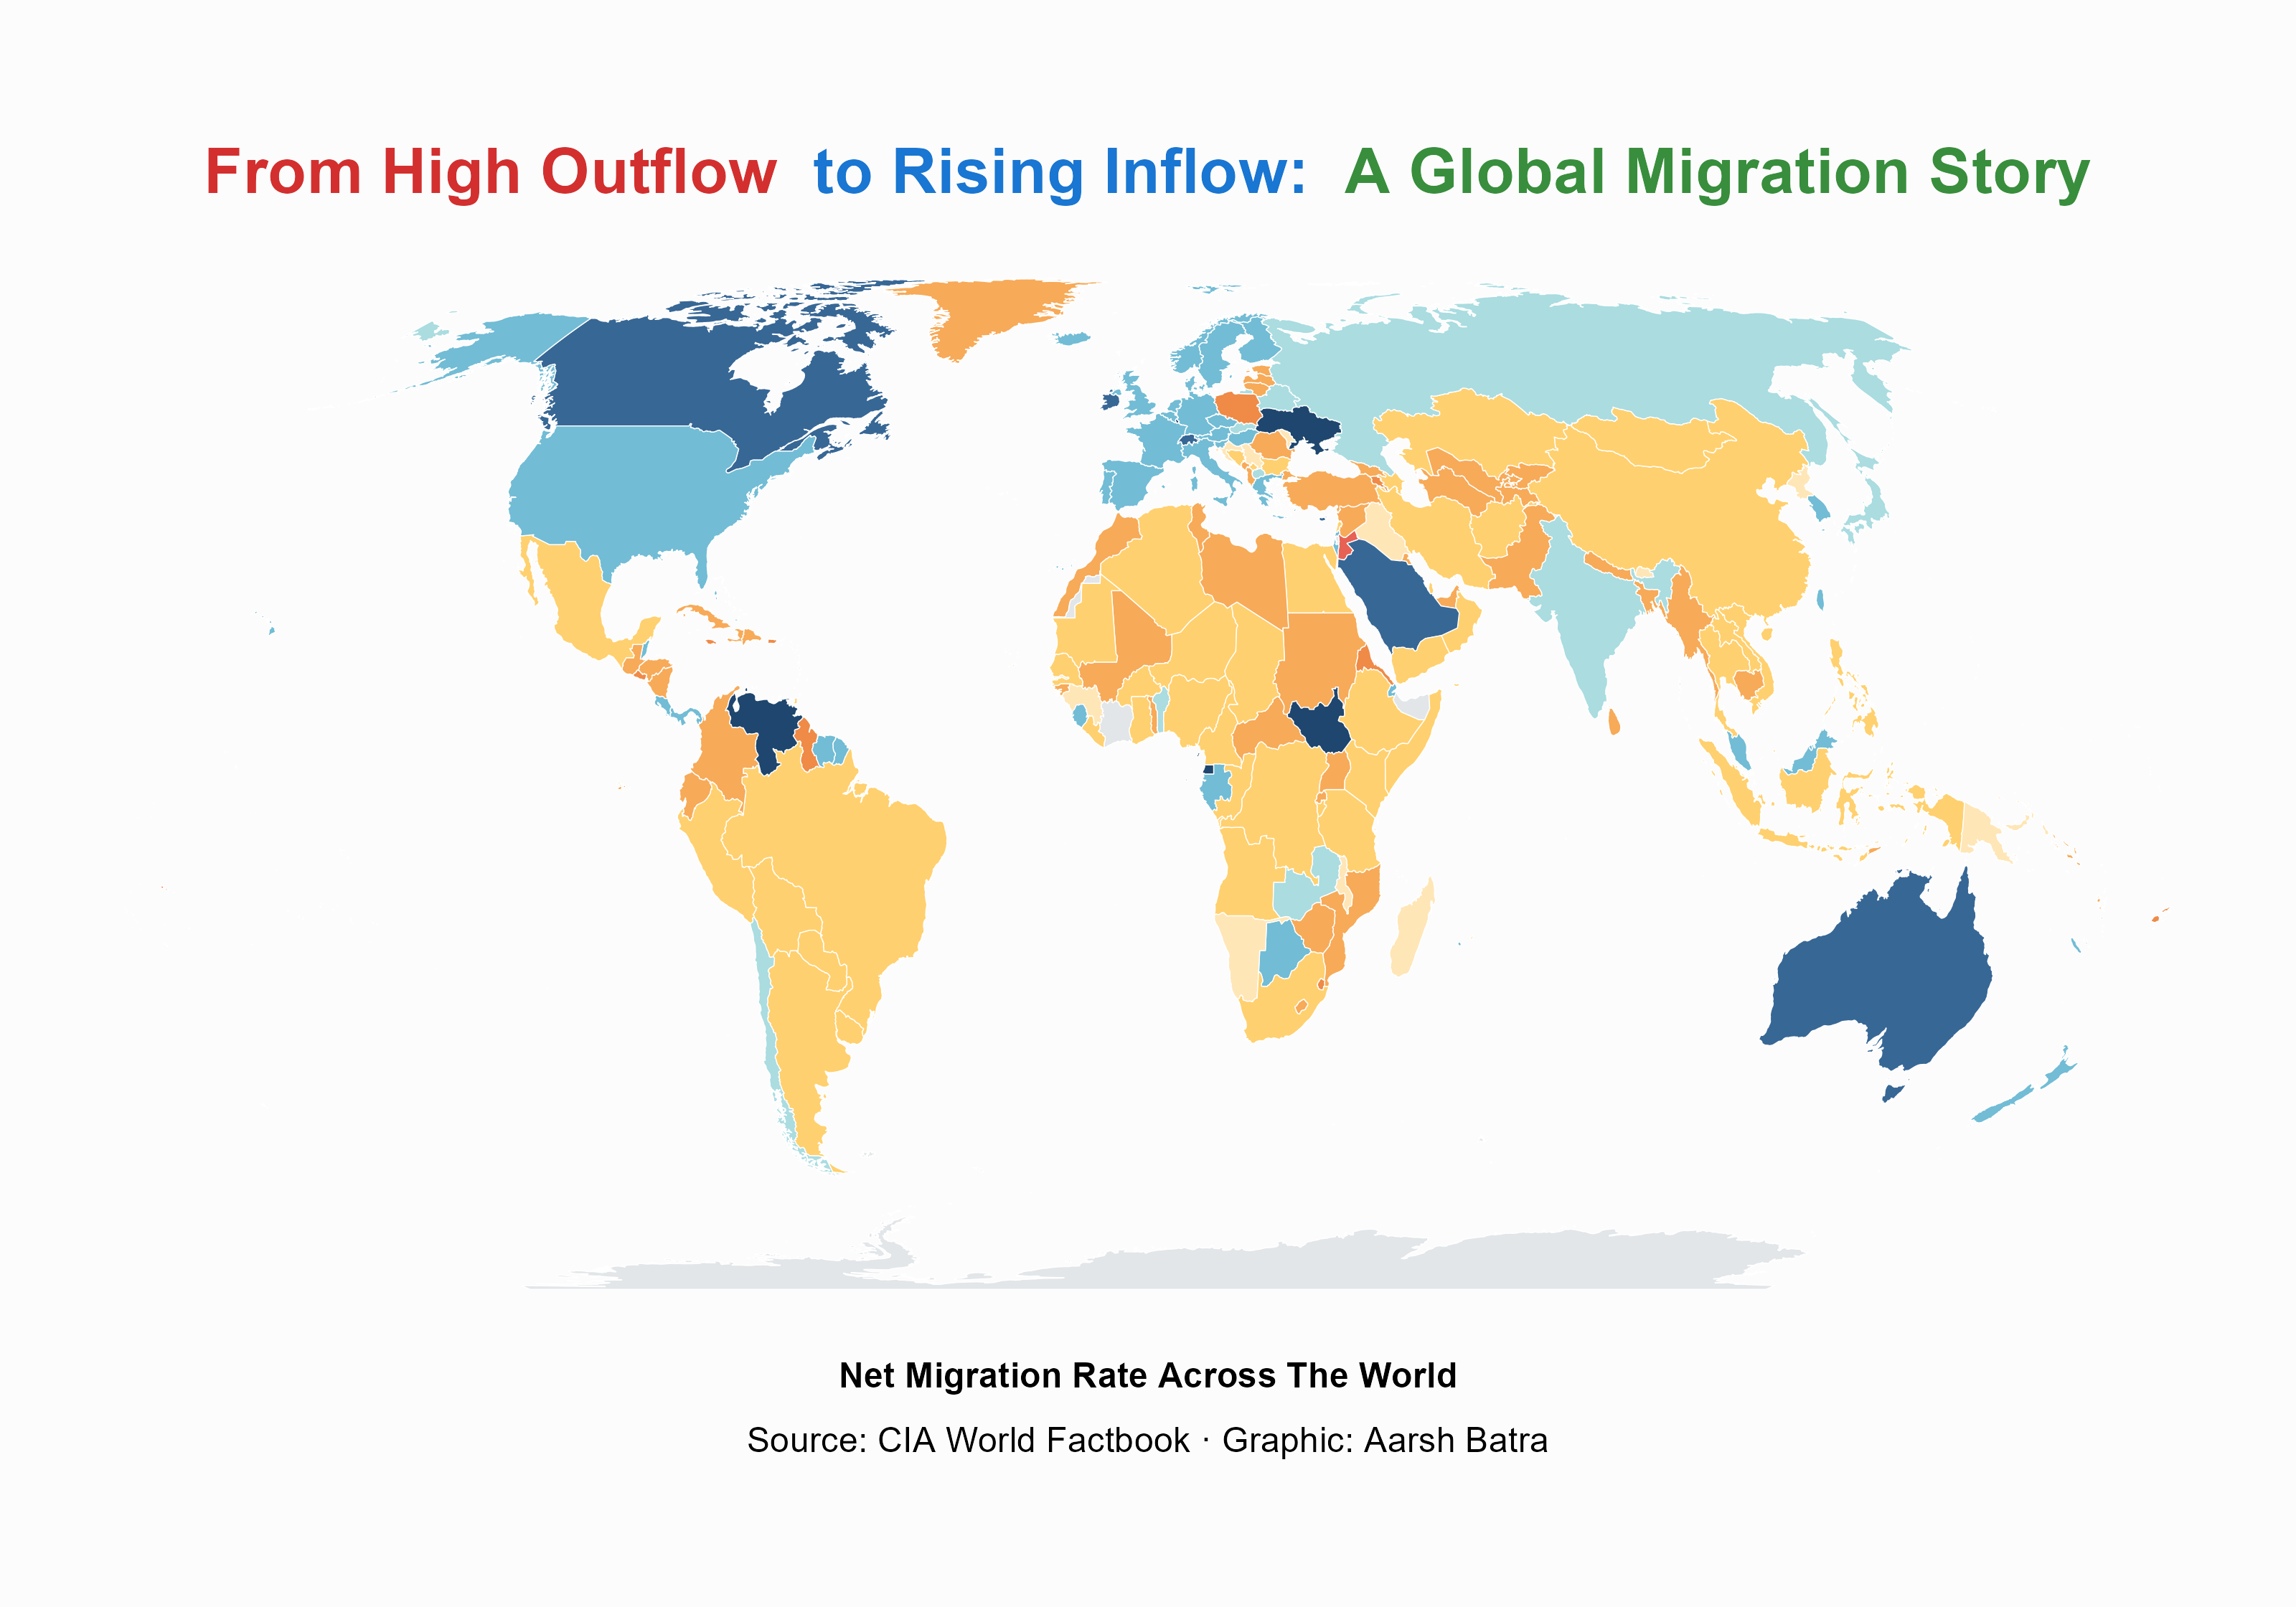 From High Outflow to Rising Inflow: A Global Migration Story
Net Migration Rate Across The World
Source: CIA World Factbook · Graphic: Aarsh Batra